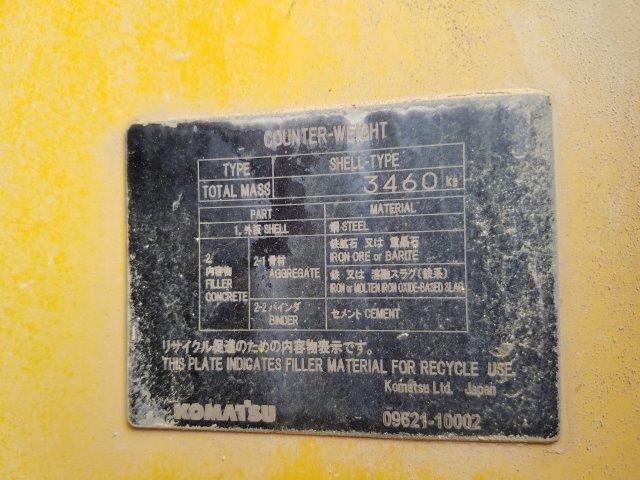 COUNTER-WEIGHT
TYPE SHELL-TYPE
TOTAL MASS 3460 Kg
PART MATERIAL
1. 外被 SHELL 鋼 STEEL
2. 内容物 FILLER CONCRETE
2-1 骨材 AGGREGATE
鉄鉱石 又は 重晶石
IRON ORE or BARITE
鉄 又は 溶融スラグ(鉄系)
IRON or MOLTEN IRON OXIDE-BASED SLAG
2-2 バインダ BINDER
セメント CEMENT
リサイクル促進のための内容物表示です。
THIS PLATE INDICATES FILLER MATERIAL FOR RECYCLE USE.
Komatsu Ltd. Japan
KOMATSU 09621-10002